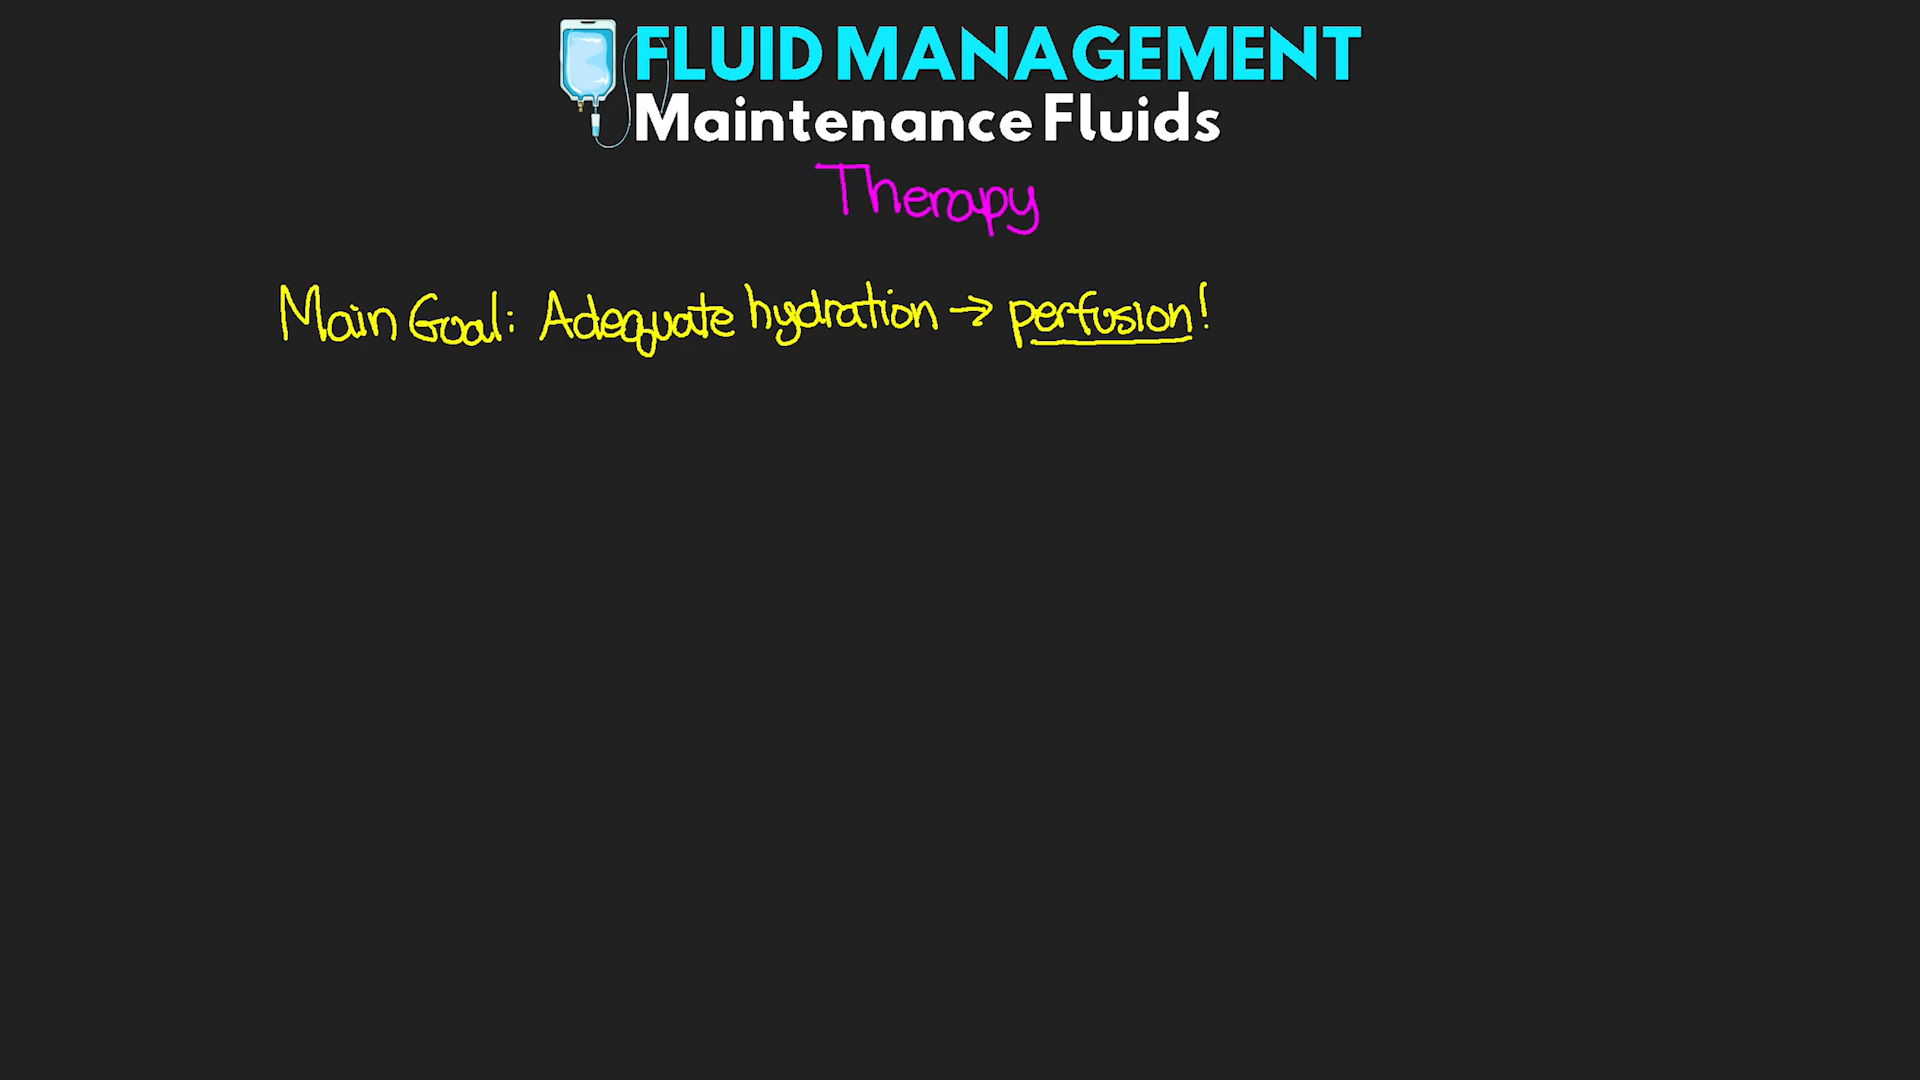 FLUID MANAGEMENT
Maintenance Fluids
Therapy
Main Goal: Adequate hydration → perfusion!